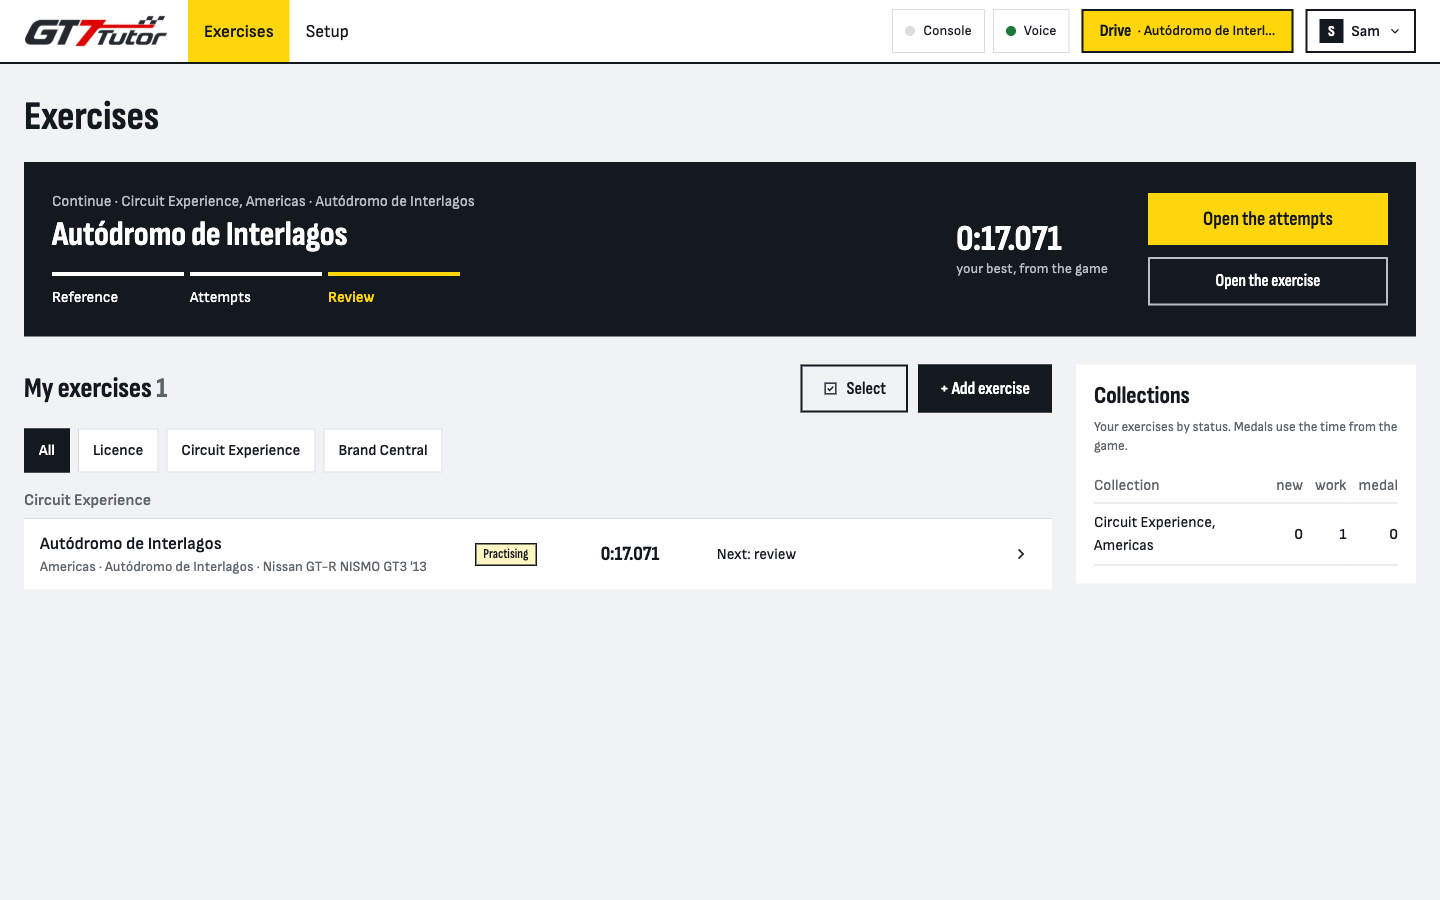 GT7 Tutor
Exercises
Setup
Console
Voice
Drive · Autódromo de Interl...
S
Sam
Exercises
Continue · Circuit Experience, Americas · Autódromo de Interlagos
Autódromo de Interlagos
Reference
Attempts
Review
0:17.071
your best, from the game
Open the attempts
Open the exercise
My exercises 1
Select
+ Add exercise
All
Licence
Circuit Experience
Brand Central
Circuit Experience
Autódromo de Interlagos
Americas · Autódromo de Interlagos · Nissan GT-R NISMO GT3 '13
Practising
0:17.071
Next: review
Collections
Your exercises by status. Medals use the time from the
game.
Collection new work medal
Circuit Experience,
Americas
0 1 0